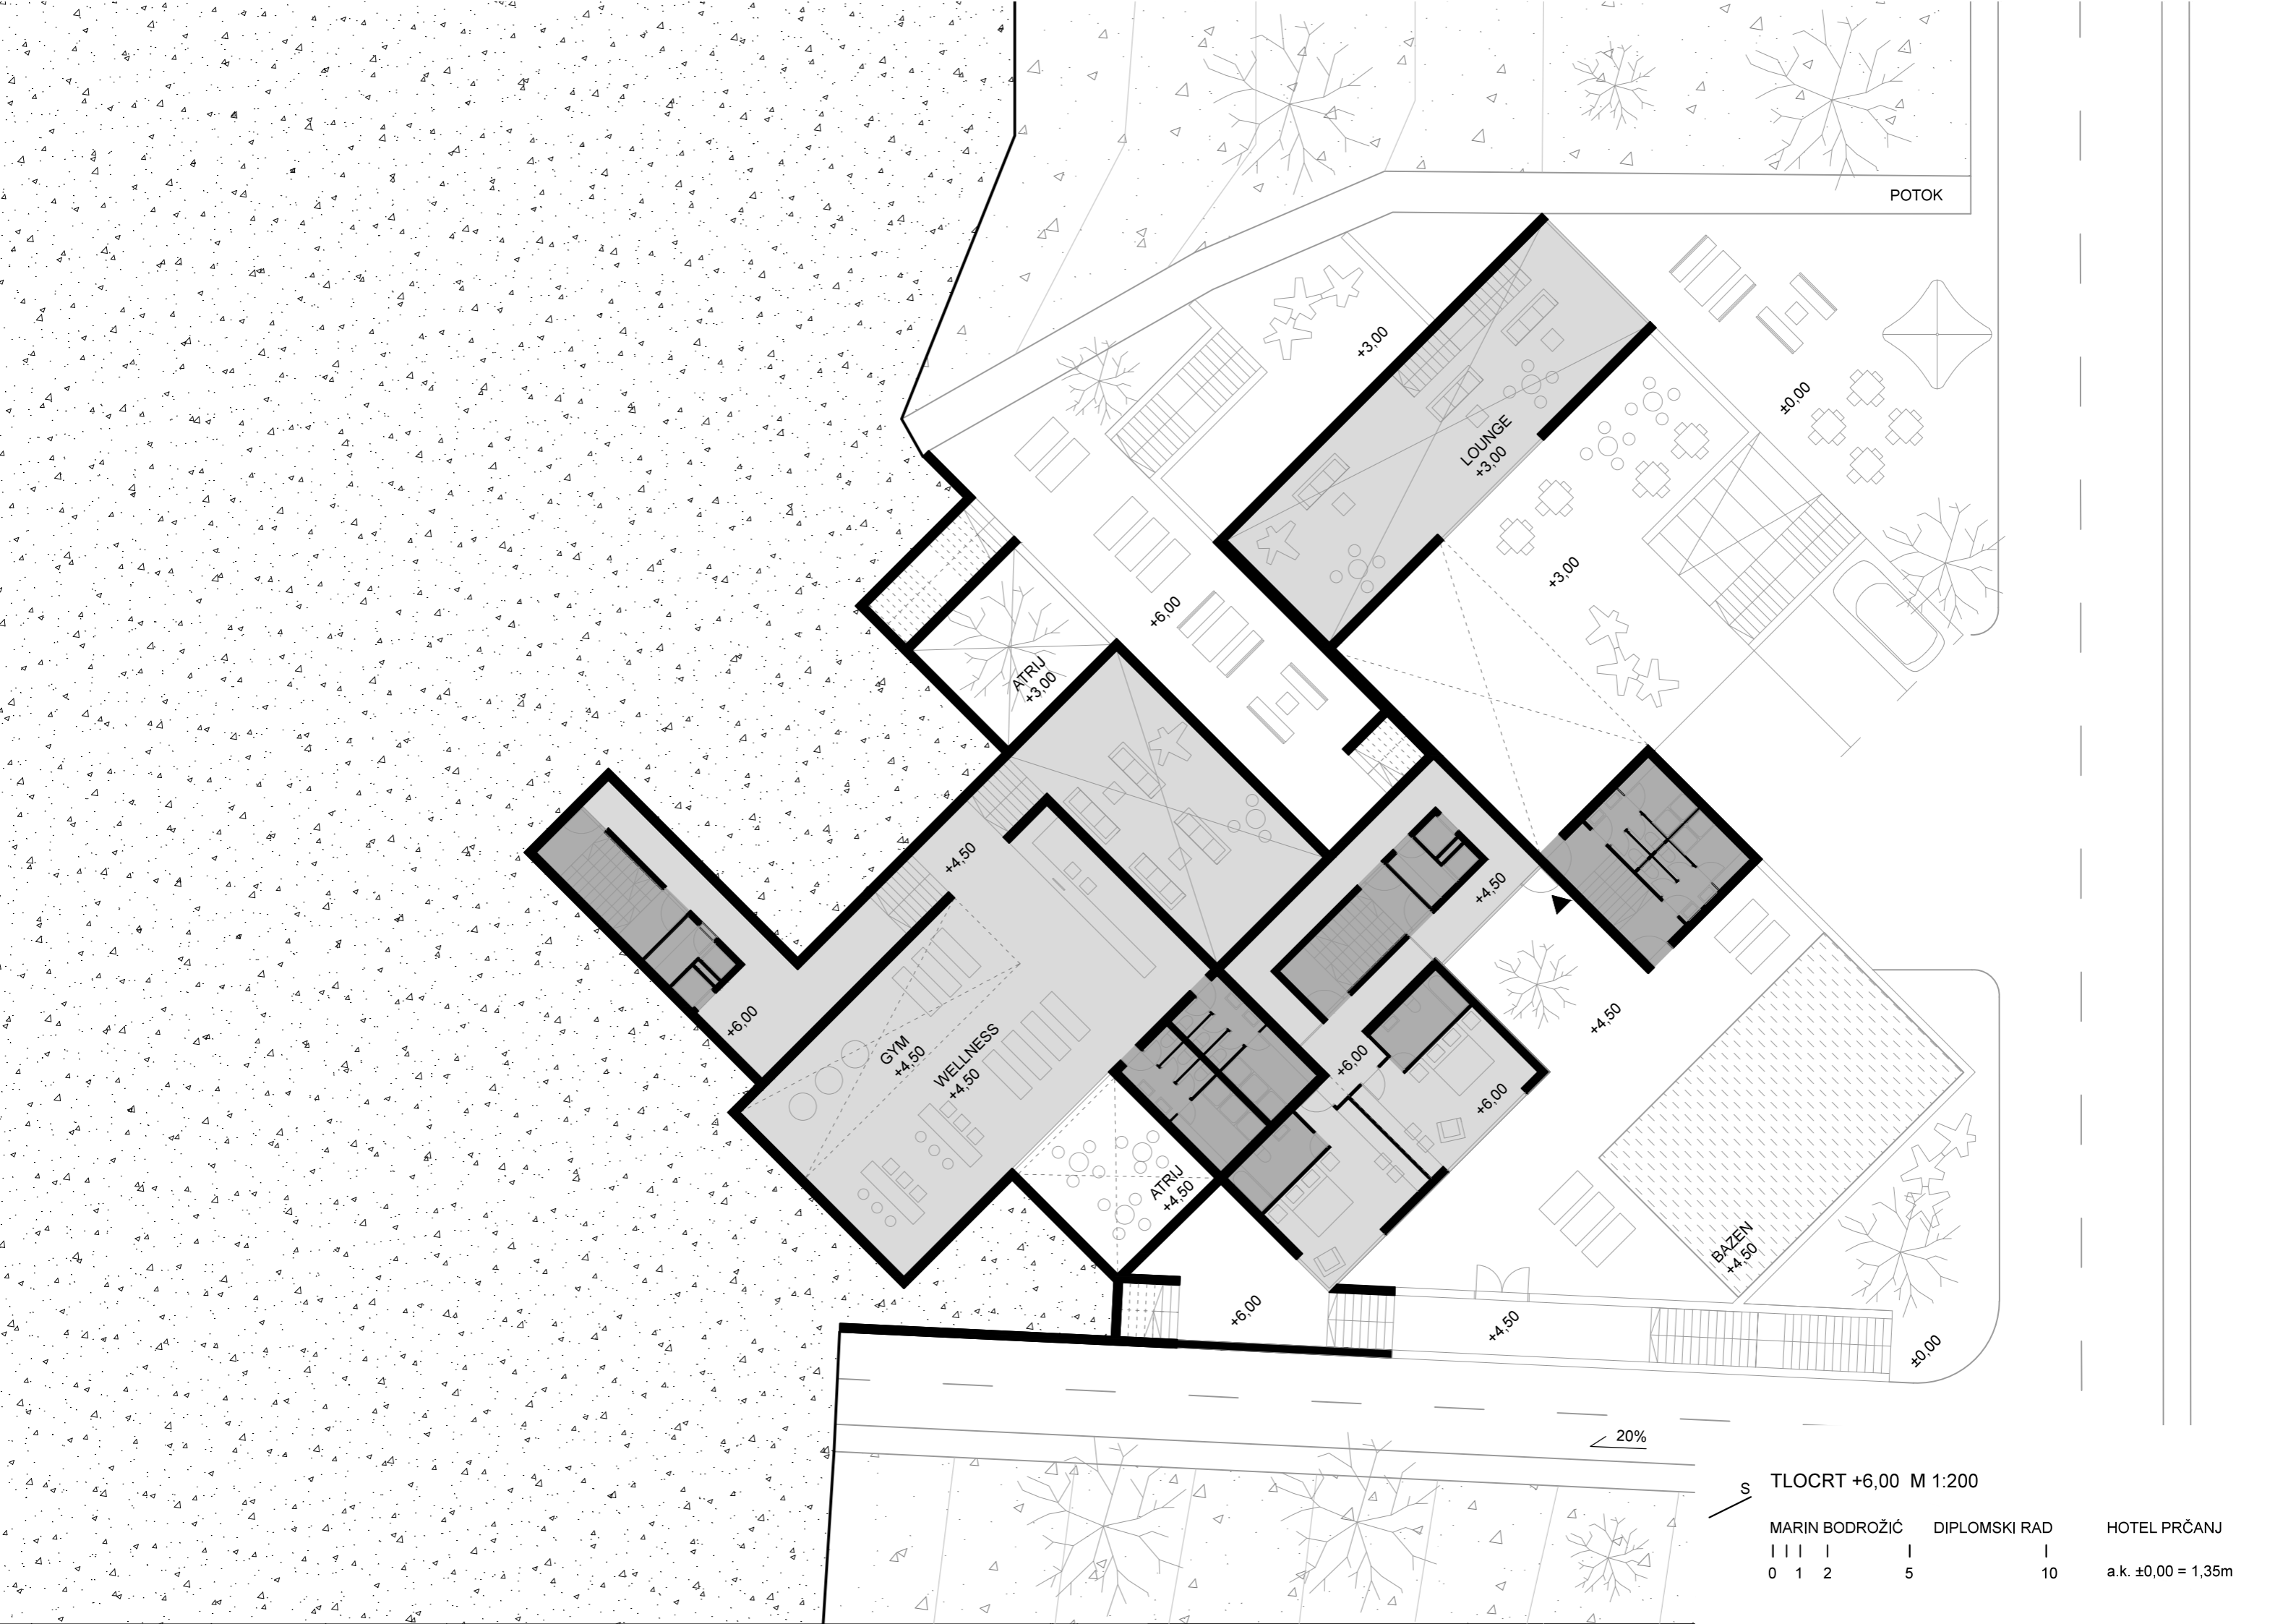 POTOK
+3,00
±0,00
LOUNGE
+3,00
+3,00
+6,00
ATRIJ
+3,00
+4,50
+4,50
+6,00
GYM
+4,50
WELLNESS
+4,50
+6,00
+6,00
+4,50
ATRIJ
+4,50
BAZEN
+4,50
+6,00
+4,50
±0,00
20%
S
TLOCRT +6,00 M 1:200
MARIN BODROŽIĆ DIPLOMSKI RAD HOTEL PRČANJ
0 1 2 5 10
a.k. ±0,00 = 1,35m